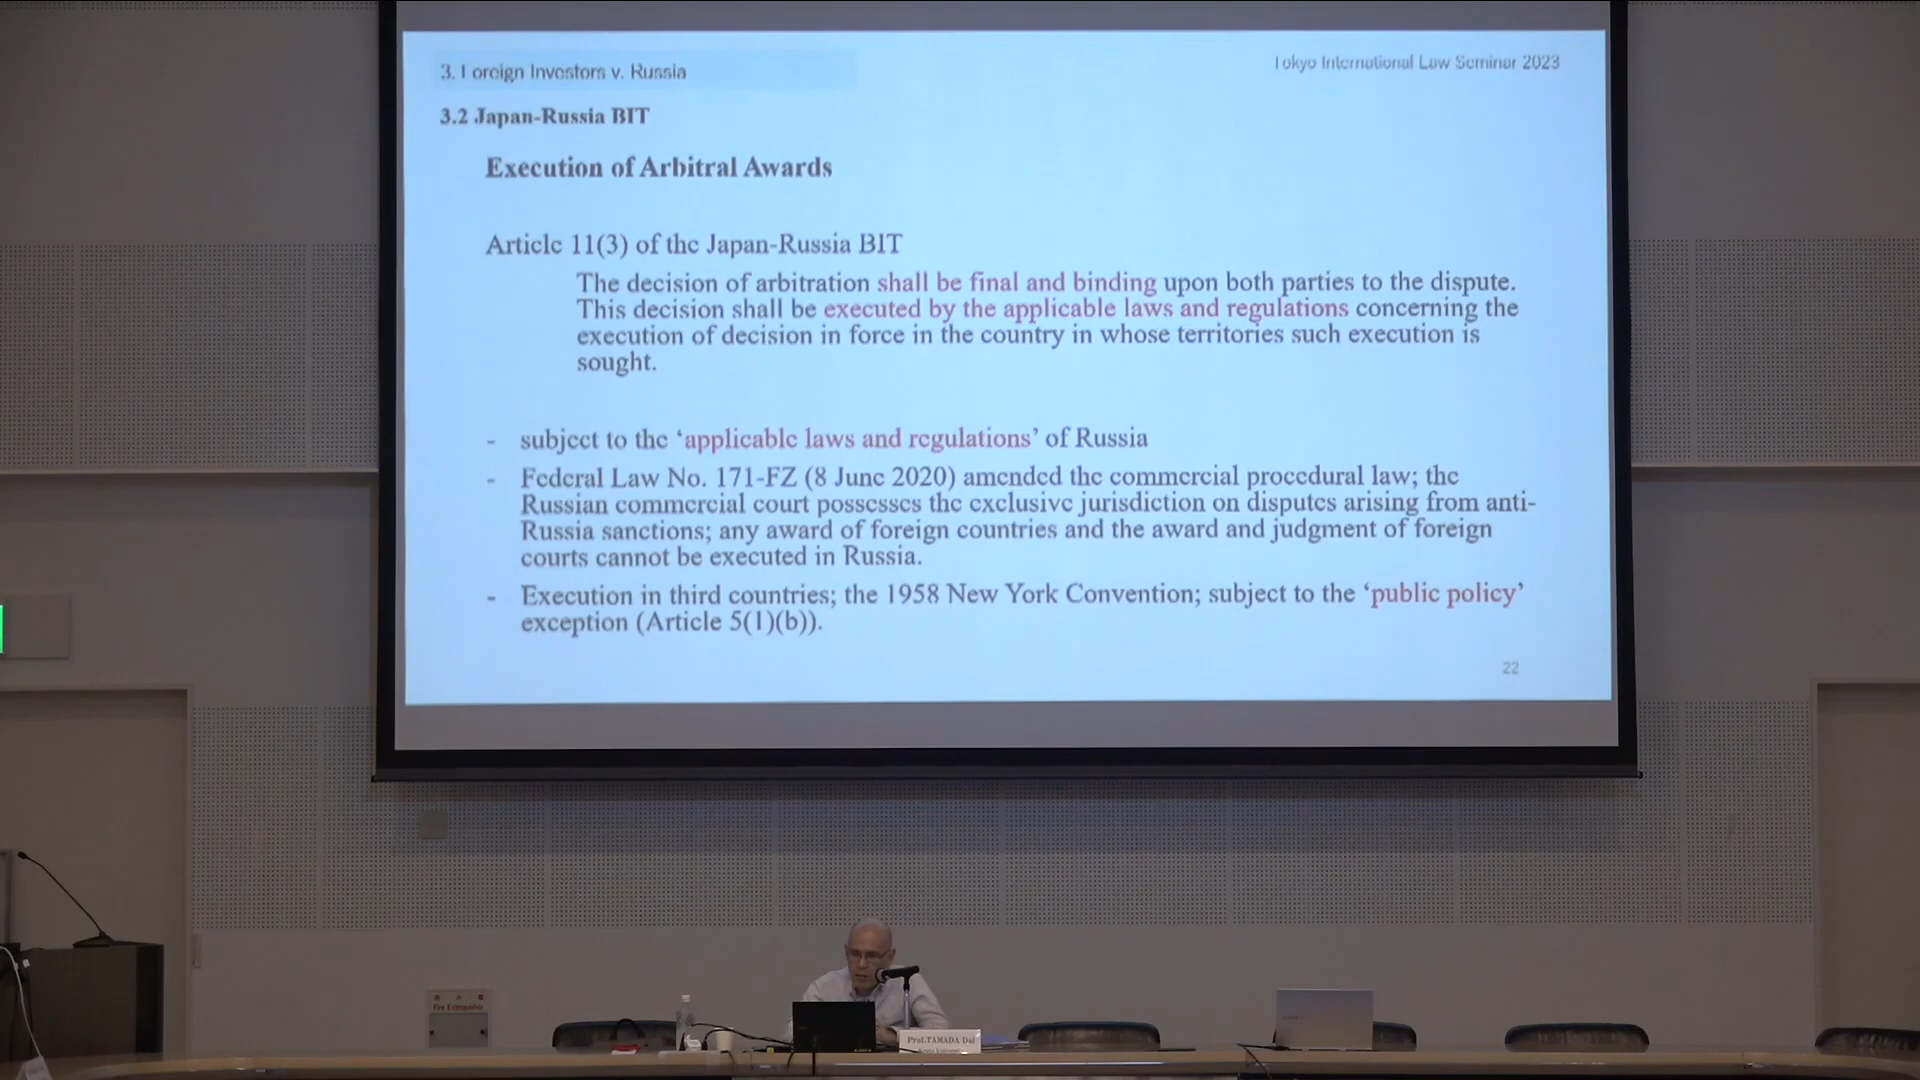 3. Foreign Investors v. Russia
Tokyo International Law Seminar 2023
3.2 Japan-Russia BIT
Execution of Arbitral Awards
Article 11(3) of the Japan-Russia BIT
The decision of arbitration shall be final and binding upon both parties to the dispute.
This decision shall be executed by the applicable laws and regulations concerning the
execution of decision in force in the country in whose territories such execution is
sought.
- subject to the ‘applicable laws and regulations’ of Russia
- Federal Law No. 171-FZ (8 June 2020) amended the commercial procedural law; the
Russian commercial court possesses the exclusive jurisdiction on disputes arising from anti-
Russia sanctions; any award of foreign countries and the award and judgment of foreign
courts cannot be executed in Russia.
- Execution in third countries; the 1958 New York Convention; subject to the ‘public policy’
exception (Article 5(1)(b)).
22
Fire Extinguisher
Prof.TAMADA Dai